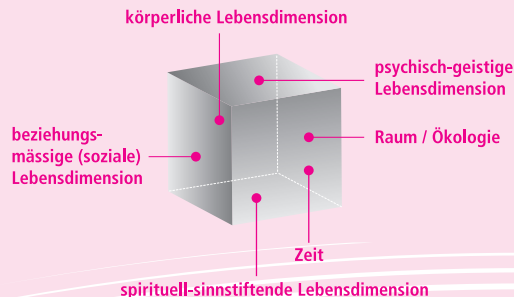 körperliche Lebensdimension
psychisch-geistige
Lebensdimension
beziehungs-
mässige (soziale)
Lebensdimension
Raum / Ökologie
Zeit
spirituell-sinnstiftende Lebensdimension